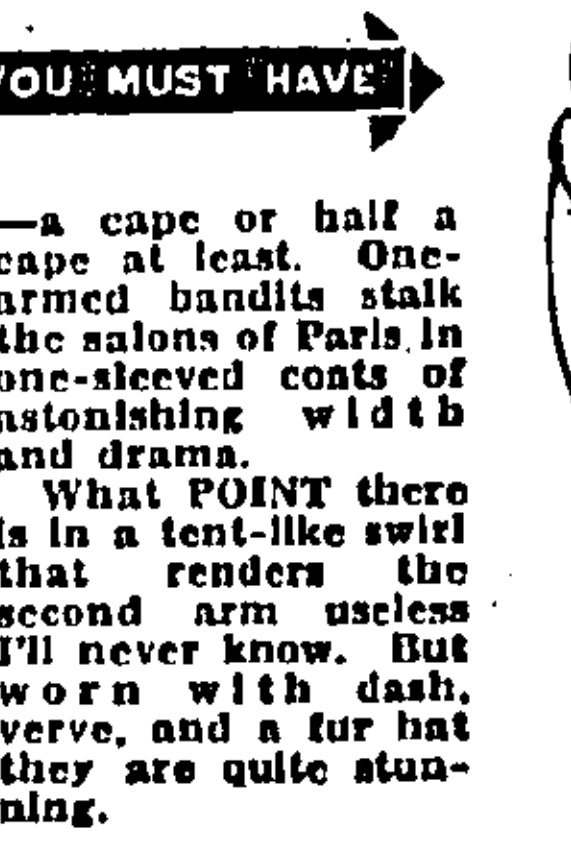 YOU MUST HAVE
—a cape or half a
cape at least. One-
armed bandits stalk
the salons of Paris in
one-sleeved coats of
astonishing width
and drama.
What POINT there
is in a tent-like swirl
that renders the
second arm useless
I'll never know. But
worn with dash,
verve, and a fur hat
they are quite stun-
ning.